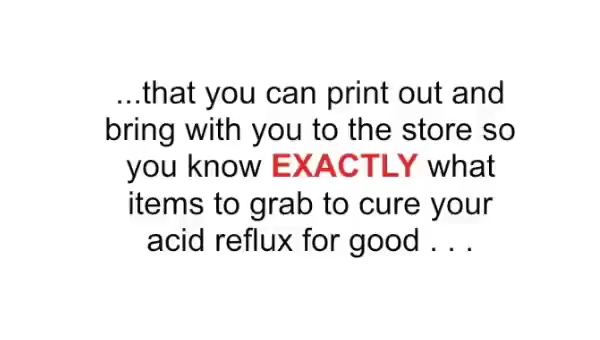 ...that you can print out and
bring with you to the store so
you know EXACTLY what
items to grab to cure your
acid reflux for good . . .